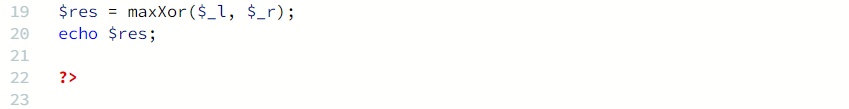 19 $res = maxXor($_l, $_r);
20 echo $res;
21
22 ?>
23